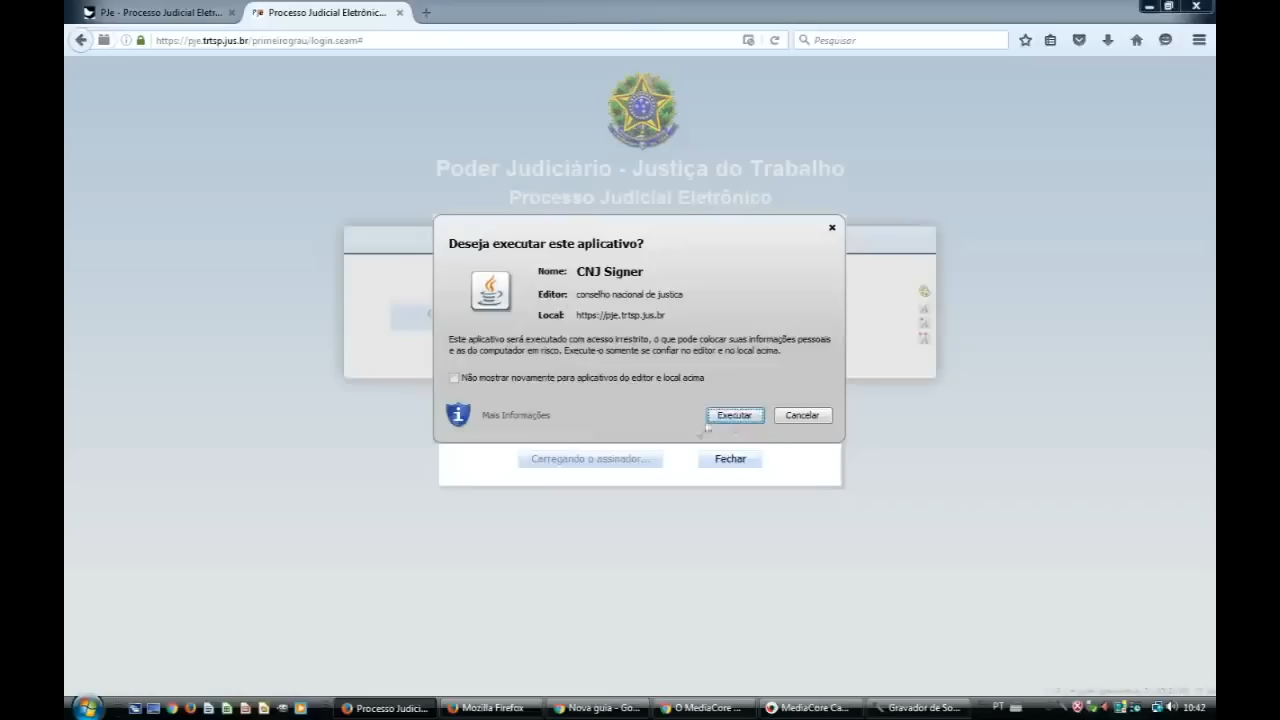 PJe - Processo Judicial Eletr...
PJe Processo Judicial Eletrônic...
https://pje.trtsp.jus.br/primeirograu/login.seam#
Pesquisar
Poder Judiciário - Justiça do Trabalho
Processo Judicial Eletrônico
Deseja executar este aplicativo?
Nome: CNJ Signer
Editor: conselho nacional de justica
Local: https://pje.trtsp.jus.br
Este aplicativo será executado com acesso irrestrito, o que pode colocar suas informações pessoais
e as do computador em risco. Execute-o somente se confiar no editor e no local acima.
Não mostrar novamente para aplicativos do editor e local acima
Mais Informações
Executar
Cancelar
Carregando o assinador...
Fechar
Processo Judici...
Mozilla Firefox
Nova guia - Go...
O MediaCore ...
MediaCore Ca...
Gravador de So...
PT
10:42